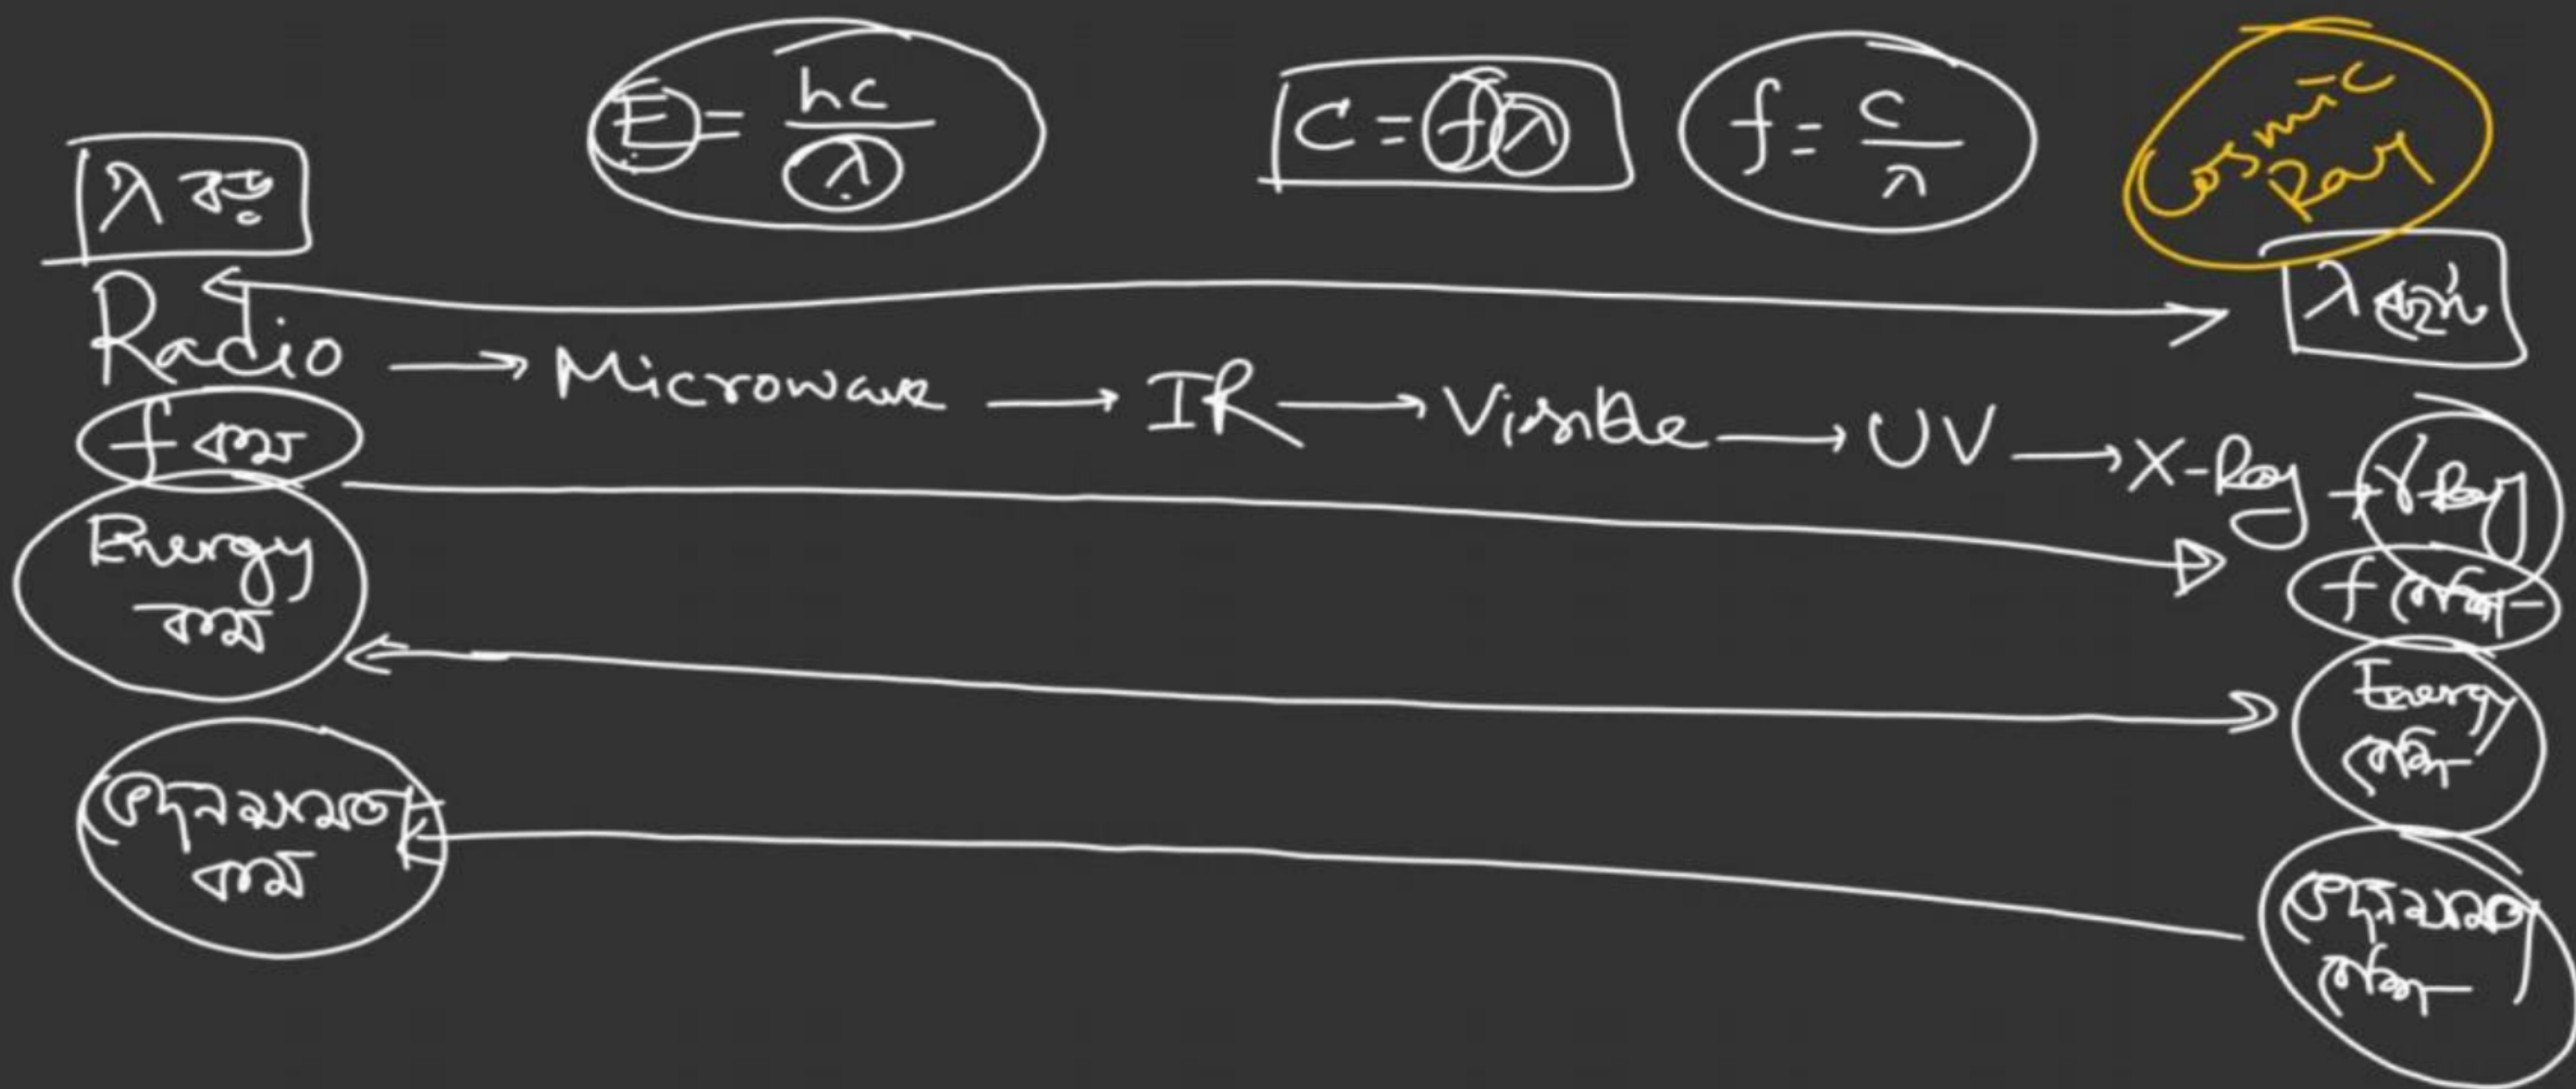 E = hc/λ
C = fλ
f = c/λ
Cosmic
Ray
λ বড়
λ ছোট
Radio → Microwave → IR → Visible → UV → X-Ray → γ-Ray
f কম
f বেশি
Energy
কম
Energy
বেশি
ভেদনক্ষমতা
কম
ভেদনক্ষমতা
বেশি